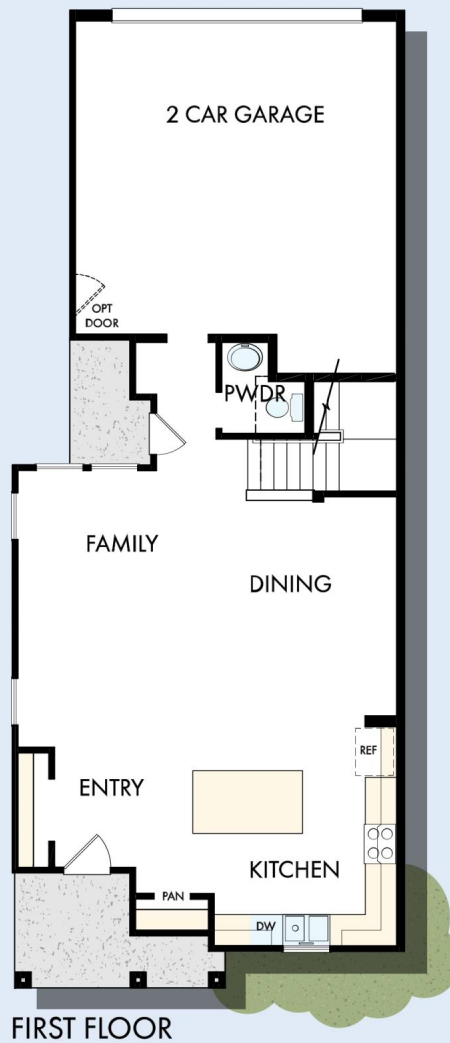 2 CAR GARAGE
OPT
DOOR
PWDR
FAMILY
DINING
REF
ENTRY
KITCHEN
PAN
DW
FIRST FLOOR